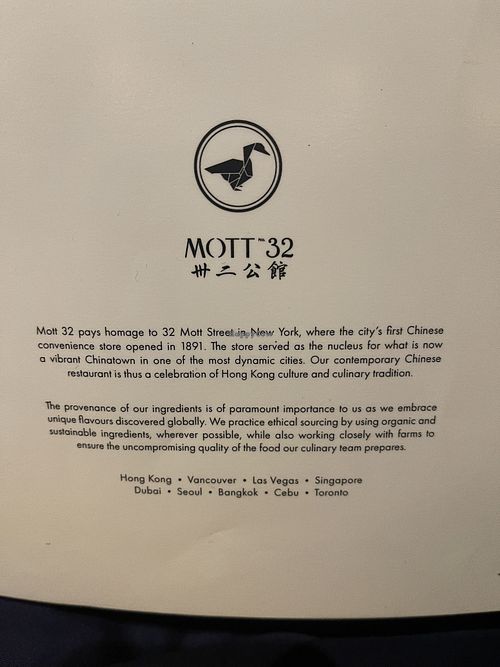 MOTT No. 32
卅二公館
Mott 32 pays homage to 32 Mott Street in New York, where the city's first Chinese
convenience store opened in 1891. The store served as the nucleus for what is now
a vibrant Chinatown in one of the most dynamic cities. Our contemporary Chinese
restaurant is thus a celebration of Hong Kong culture and culinary tradition.
The provenance of our ingredients is of paramount importance to us as we embrace
unique flavours discovered globally. We practice ethical sourcing by using organic and
sustainable ingredients, wherever possible, while also working closely with farms to
ensure the uncompromising quality of the food our culinary team prepares.
Hong Kong • Vancouver • Las Vegas • Singapore
Dubai • Seoul • Bangkok • Cebu • Toronto